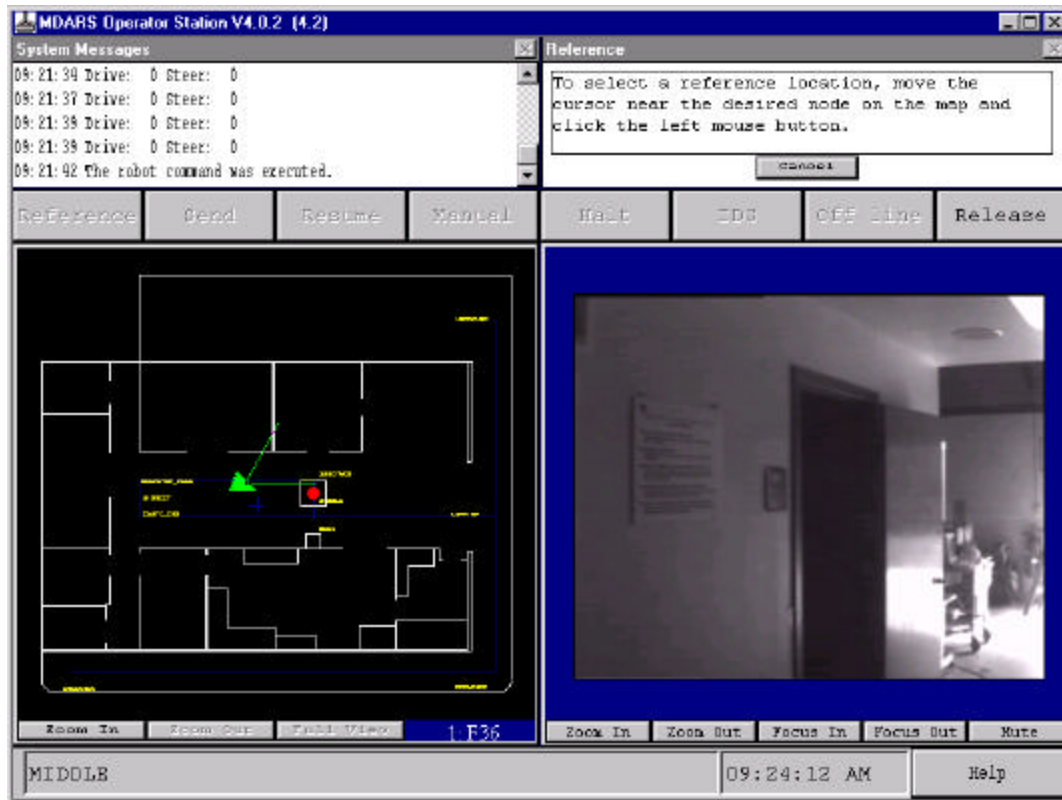 MDARS Operator Station V4.0.2 (4.2)
System Messages
09:21:34 Drive: 0 Steer: 0
09:21:37 Drive: 0 Steer: 0
09:21:39 Drive: 0 Steer: 0
09:21:39 Drive: 0 Steer: 0
09:21:42 The robot command was executed.
Reference
To select a reference location, move the
cursor near the desired node on the map and
click the left mouse button.
Cancel
Reference Send Resume Manual Halt IDS Off line Release
Zoom In Zoom Out Full View 1: F36
Zoom In Zoom Out Focus In Focus Out Mute
MIDDLE 09:24:12 AM Help